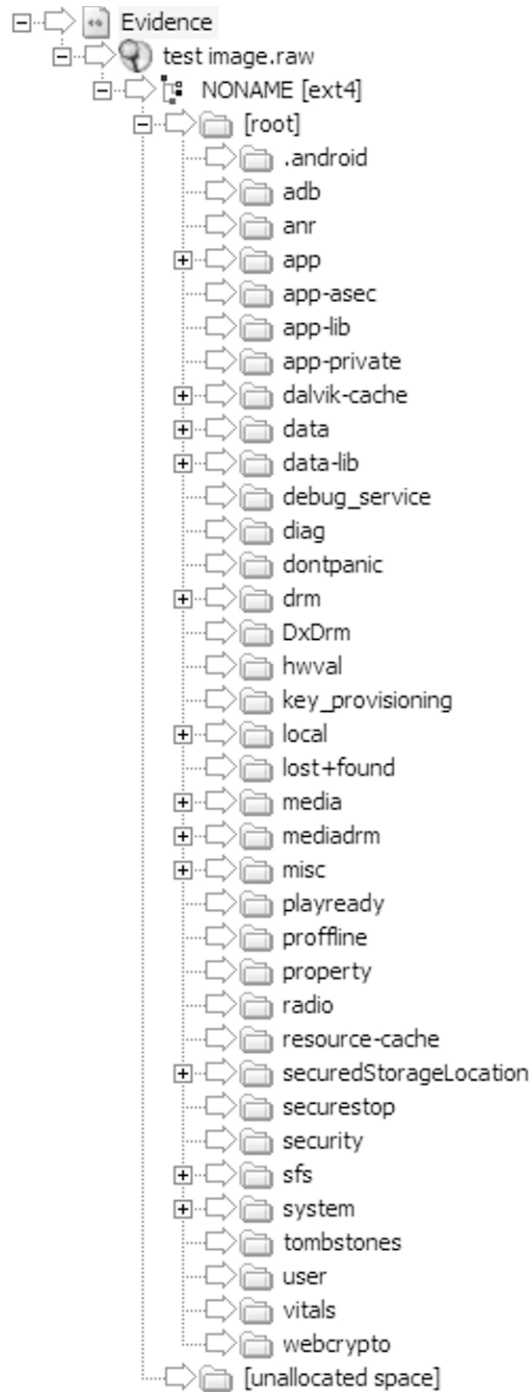 Evidence
test image.raw
NONAME [ext4]
[root]
.android
adb
anr
app
app-asec
app-lib
app-private
dalvik-cache
data
data-lib
debug_service
diag
dontpanic
drm
DxDrm
hwval
key_provisioning
local
lost+found
media
mediadrm
misc
playready
proffline
property
radio
resource-cache
securedStorageLocation
securestop
security
sfs
system
tombstones
user
vitals
webcrypto
[unallocated space]